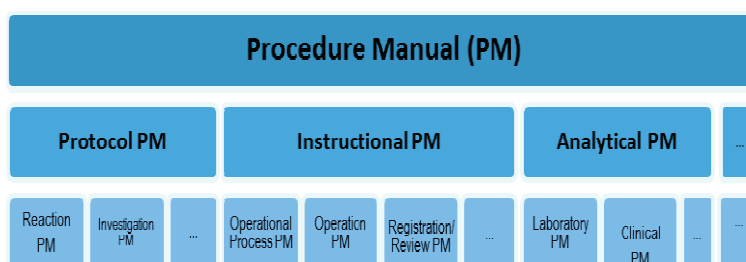 Procedure Manual (PM)
Protocol PM
Instructional PM
Analytical PM
...
Reaction
PM
Investigation
PM
...
Operational
Process PM
Operation
PM
Registration/
Review PM
...
Laboratory
PM
Clinical
PM
...
...